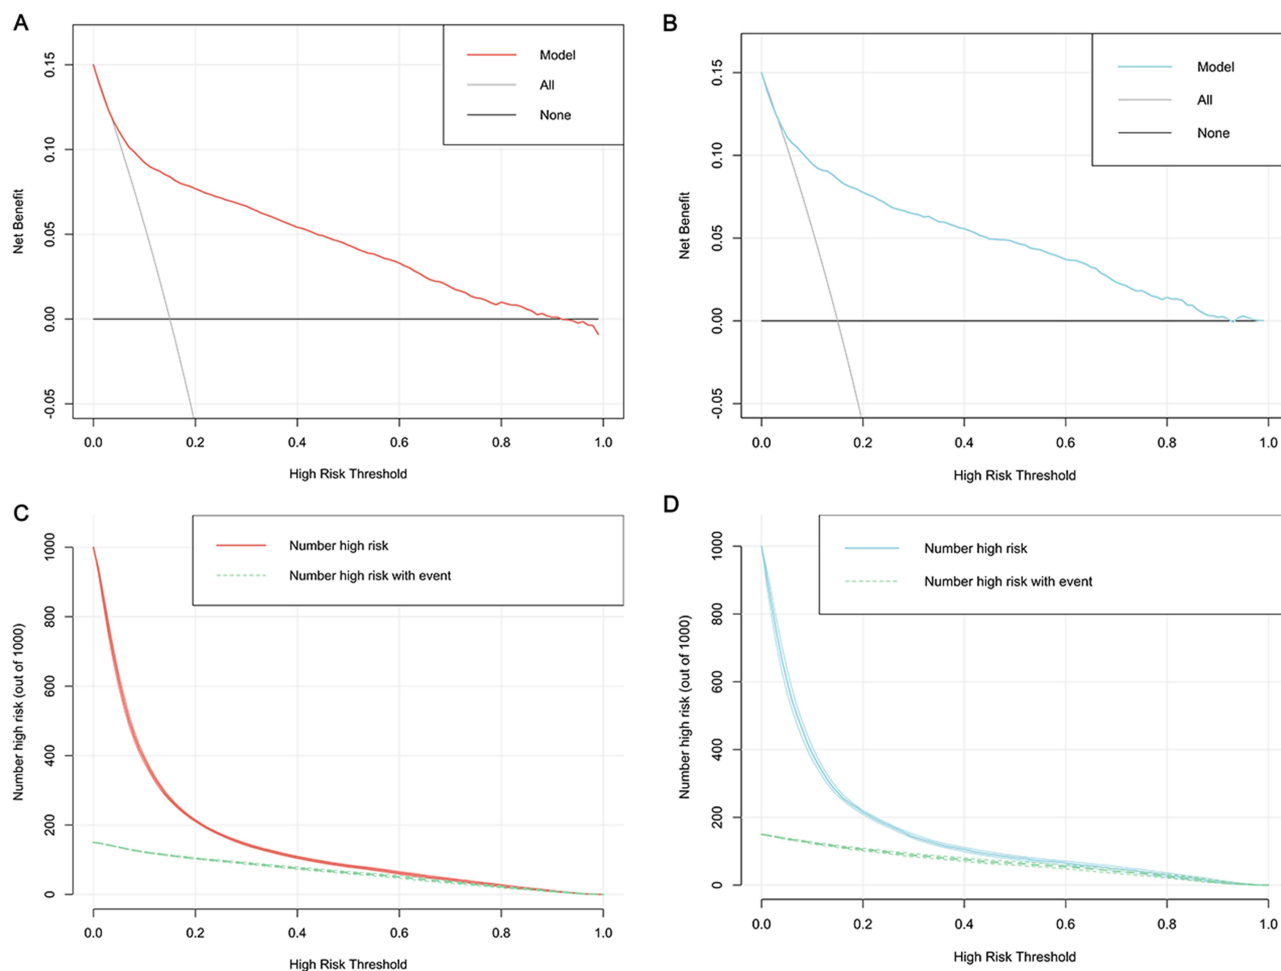 A
Model
All
None
Net Benefit
0.15
0.10
0.05
0.00
-0.05
0.0 0.2 0.4 0.6 0.8 1.0
High Risk Threshold
B
Model
All
None
Net Benefit
0.15
0.10
0.05
0.00
-0.05
0.0 0.2 0.4 0.6 0.8 1.0
High Risk Threshold
C
Number high risk
Number high risk with event
Number high risk (out of 1000)
1000
800
600
400
200
0
0.0 0.2 0.4 0.6 0.8 1.0
High Risk Threshold
D
Number high risk
Number high risk with event
Number high risk (out of 1000)
1000
800
600
400
200
0
0.0 0.2 0.4 0.6 0.8 1.0
High Risk Threshold